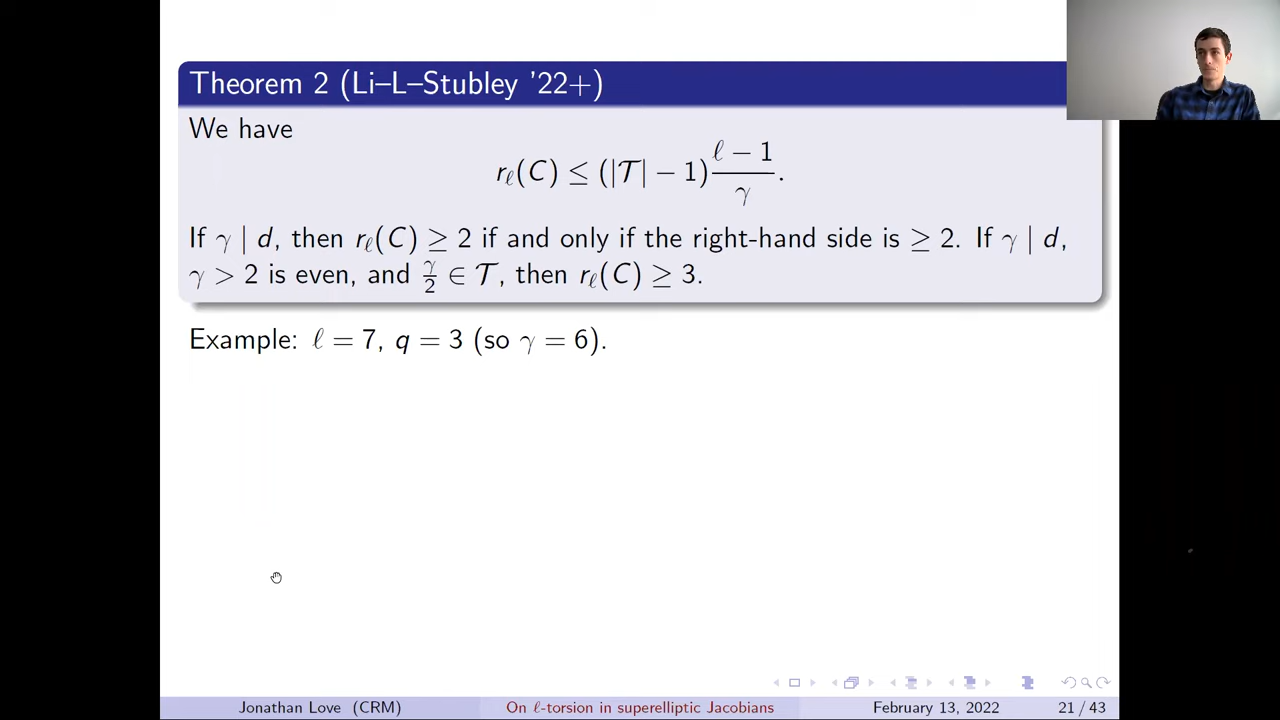 Theorem 2 (Li–L–Stubley '22+)
We have
r_ℓ(C) ≤ (|𝒯| − 1) (ℓ − 1)/γ.
If γ | d, then r_ℓ(C) ≥ 2 if and only if the right-hand side is ≥ 2. If γ | d,
γ > 2 is even, and γ/2 ∈ 𝒯, then r_ℓ(C) ≥ 3.
Example: ℓ = 7, q = 3 (so γ = 6).
Jonathan Love (CRM) On ℓ-torsion in superelliptic Jacobians February 13, 2022 21 / 43